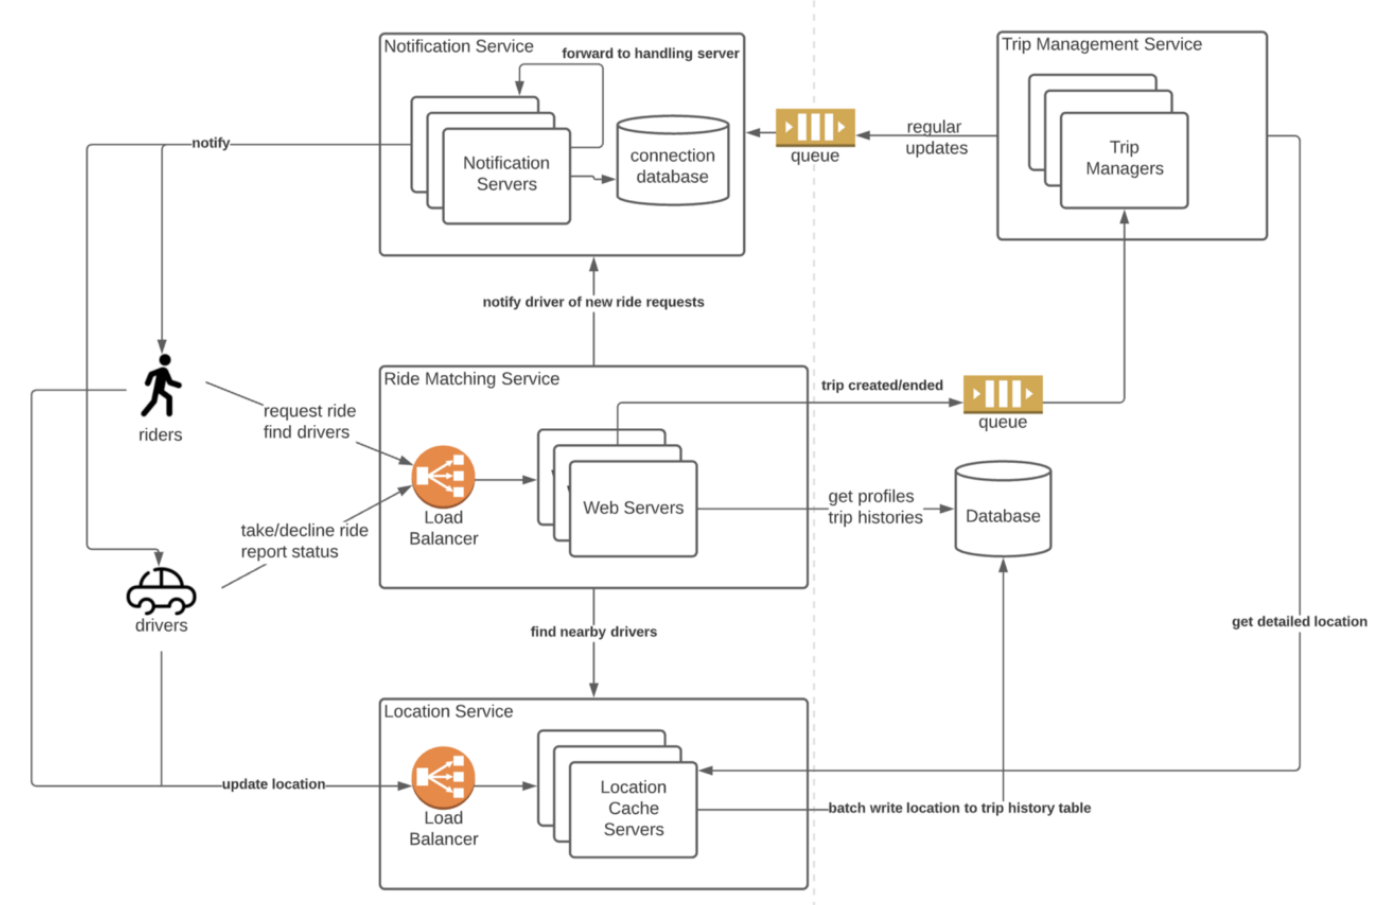 Notification Service
forward to handling server
Trip Management Service
notify
Notification
Servers
connection
database
queue
regular
updates
Trip
Managers
notify driver of new ride requests
riders
request ride
find drivers
Ride Matching Service
trip created/ended
queue
Load
Balancer
Web Servers
get profiles
trip histories
Database
take/decline ride
report status
drivers
find nearby drivers
get detailed location
Location Service
update location
Load
Balancer
Location
Cache
Servers
batch write location to trip history table